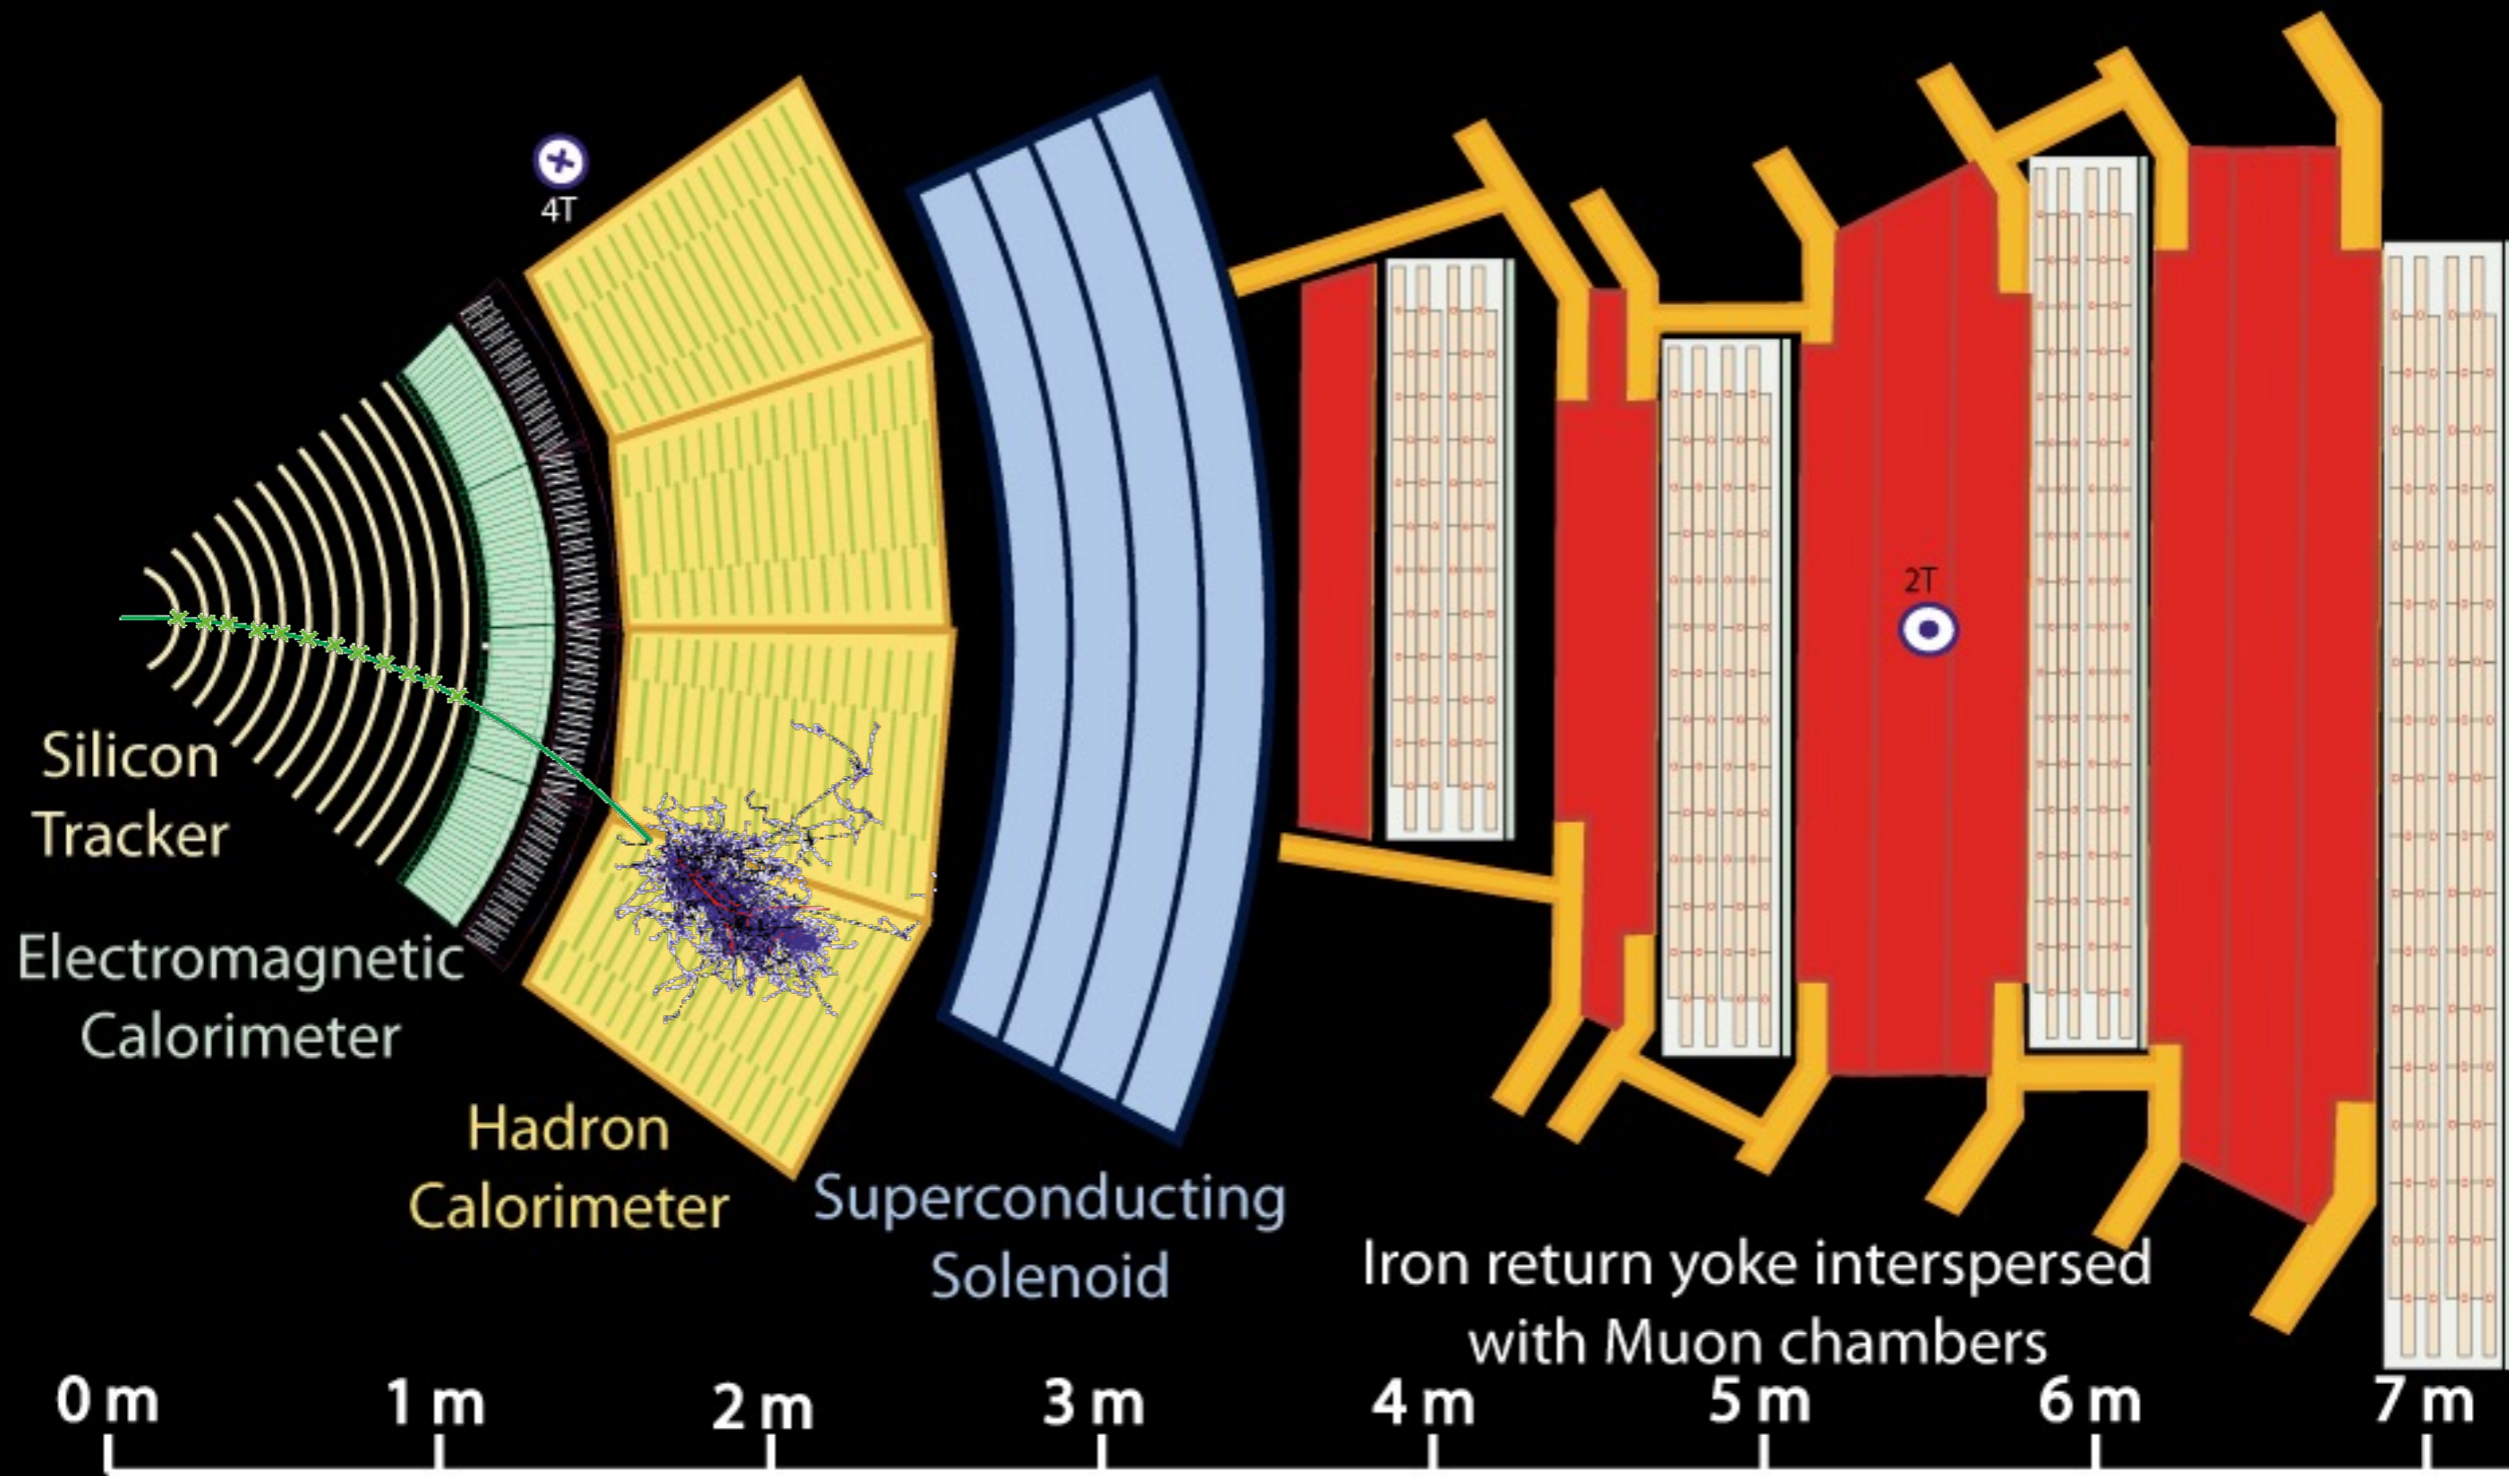 4T
2T
Silicon
Tracker
Electromagnetic
Calorimeter
Hadron
Calorimeter
Superconducting
Solenoid
Iron return yoke interspersed
with Muon chambers
0 m 1 m 2 m 3 m 4 m 5 m 6 m 7 m